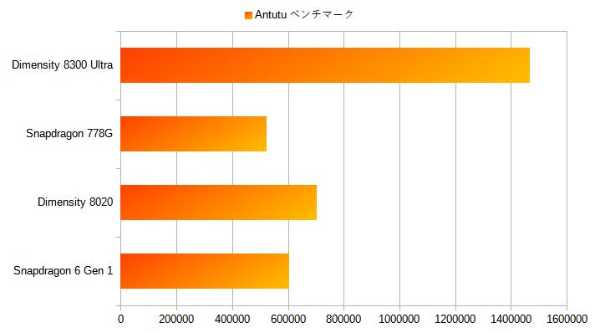 Antutu ベンチマーク
Dimensity 8300 Ultra
Snapdragon 778G
Dimensity 8020
Snapdragon 6 Gen 1
0 200000 400000 600000 800000 1000000 1200000 1400000 1600000